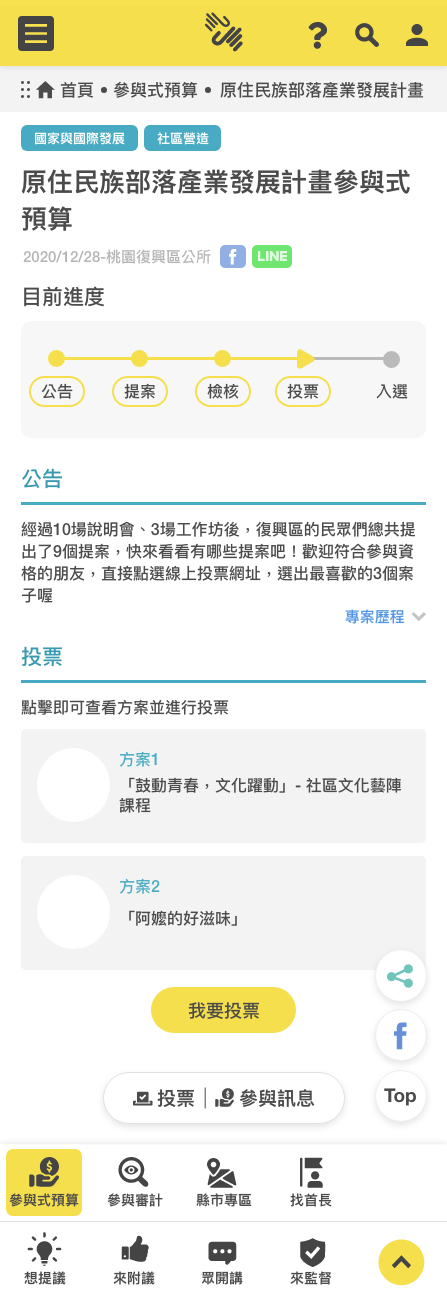 首頁 • 參與式預算 • 原住民族部落產業發展計畫
國家與國際發展 社區營造
原住民族部落產業發展計畫參與式
預算
2020/12/28-桃園復興區公所 f LINE
目前進度
公告 提案 檢核 投票 入選
公告
經過10場說明會、3場工作坊後，復興區的民眾們總共提
出了9個提案，快來看看有哪些提案吧！歡迎符合參與資
格的朋友，直接點選線上投票網址，選出最喜歡的3個案
子喔
專案歷程
投票
點擊即可查看方案並進行投票
方案1
「鼓動青春，文化躍動」- 社區文化藝陣
課程
方案2
「阿嬤的好滋味」
我要投票
f
Top
投票 | 參與訊息
參與式預算 參與審計 縣市專區 找首長
想提議 來附議 眾開講 來監督